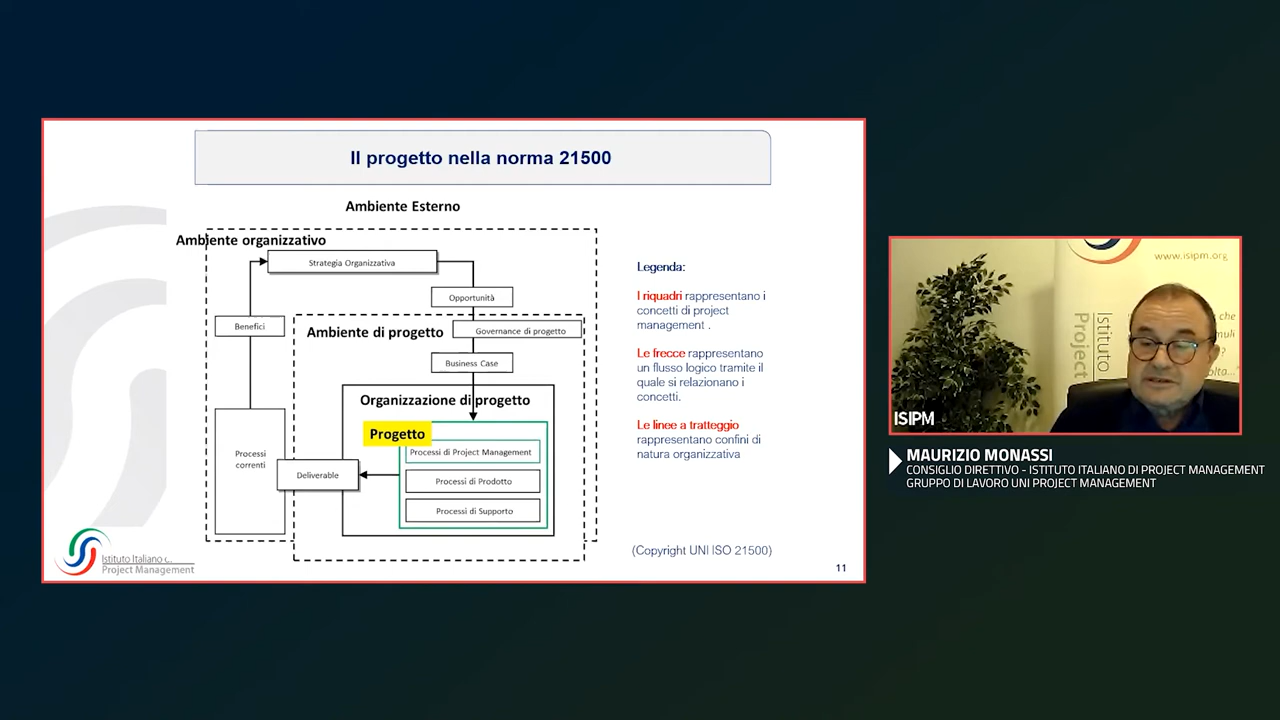 Il progetto nella norma 21500
Ambiente Esterno
Ambiente organizzativo
Strategia Organizzativa
Opportunità
Benefici
Ambiente di progetto
Governance di progetto
Business Case
Organizzazione di progetto
Progetto
Processi di Project Management
Processi
correnti
Deliverable
Processi di Prodotto
Processi di Supporto
Legenda:
I riquadri rappresentano i
concetti di project
management .
Le frecce rappresentano
un flusso logico tramite il
quale si relazionano i
concetti.
Le linee a tratteggio
rappresentano confini di
natura organizzativa
(Copyright UNI ISO 21500)
11
Istituto Italiano
Project Management
www.isipm.org
Istituto
Project
che
ISIPM
MAURIZIO MONASSI
CONSIGLIO DIRETTIVO - ISTITUTO ITALIANO DI PROJECT MANAGEMENT
GRUPPO DI LAVORO UNI PROJECT MANAGEMENT